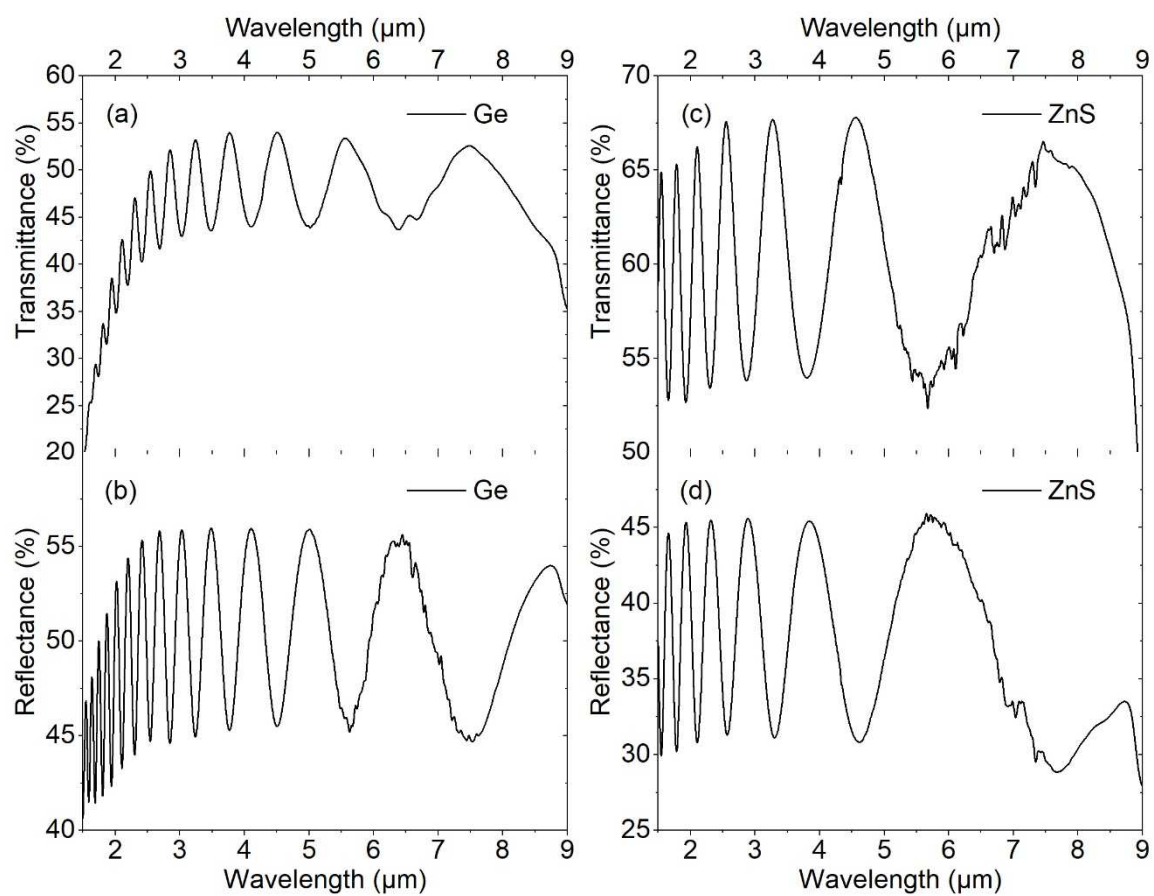 Wavelength (µm)
2 3 4 5 6 7 8 9
60
55
50
45
40
35
30
25
20
Transmittance (%)
(a)
Ge
55
50
45
40
Reflectance (%)
(b)
Ge
2 3 4 5 6 7 8 9
Wavelength (µm)
Wavelength (µm)
2 3 4 5 6 7 8 9
70
65
60
55
50
Transmittance (%)
(c)
ZnS
45
40
35
30
25
Reflectance (%)
(d)
ZnS
2 3 4 5 6 7 8 9
Wavelength (µm)